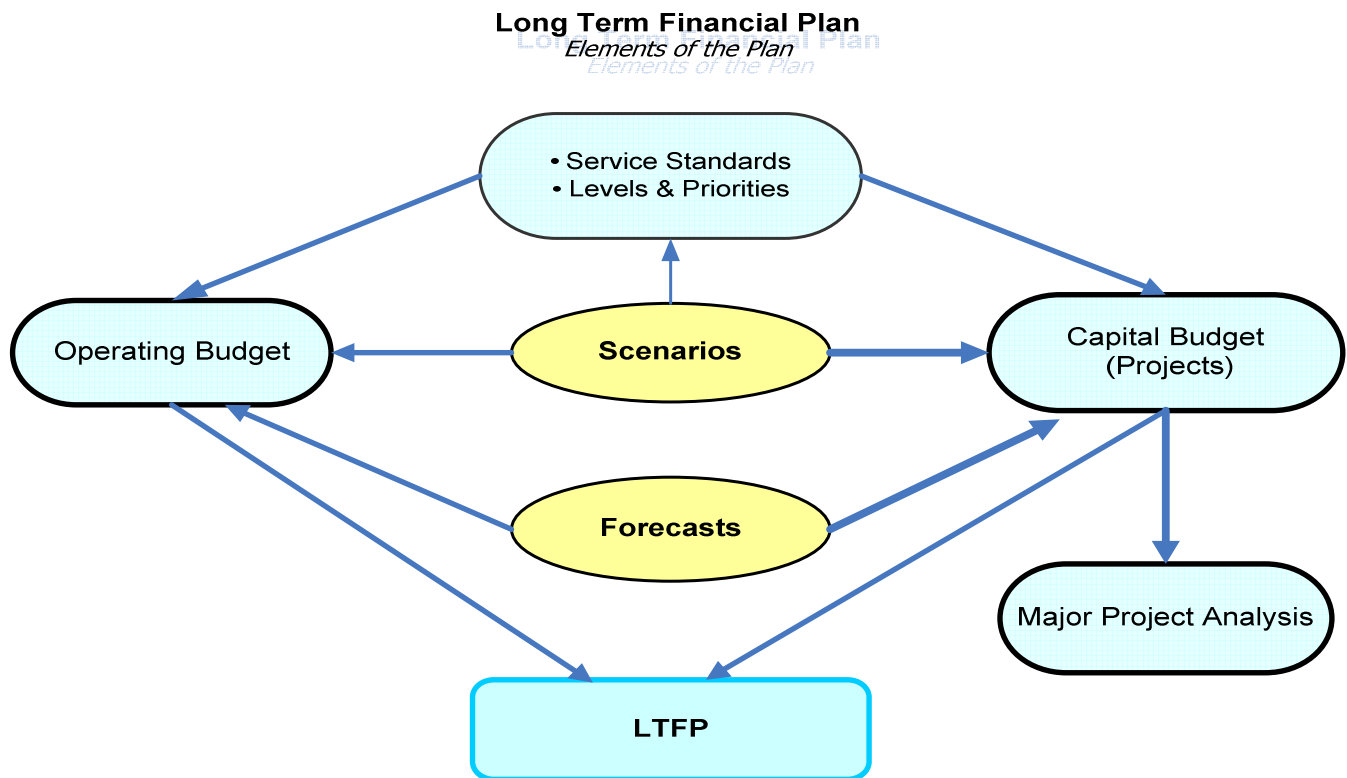 Long Term Financial Plan
Elements of the Plan
• Service Standards
• Levels & Priorities
Operating Budget
Scenarios
Capital Budget
(Projects)
Forecasts
Major Project Analysis
LTFP